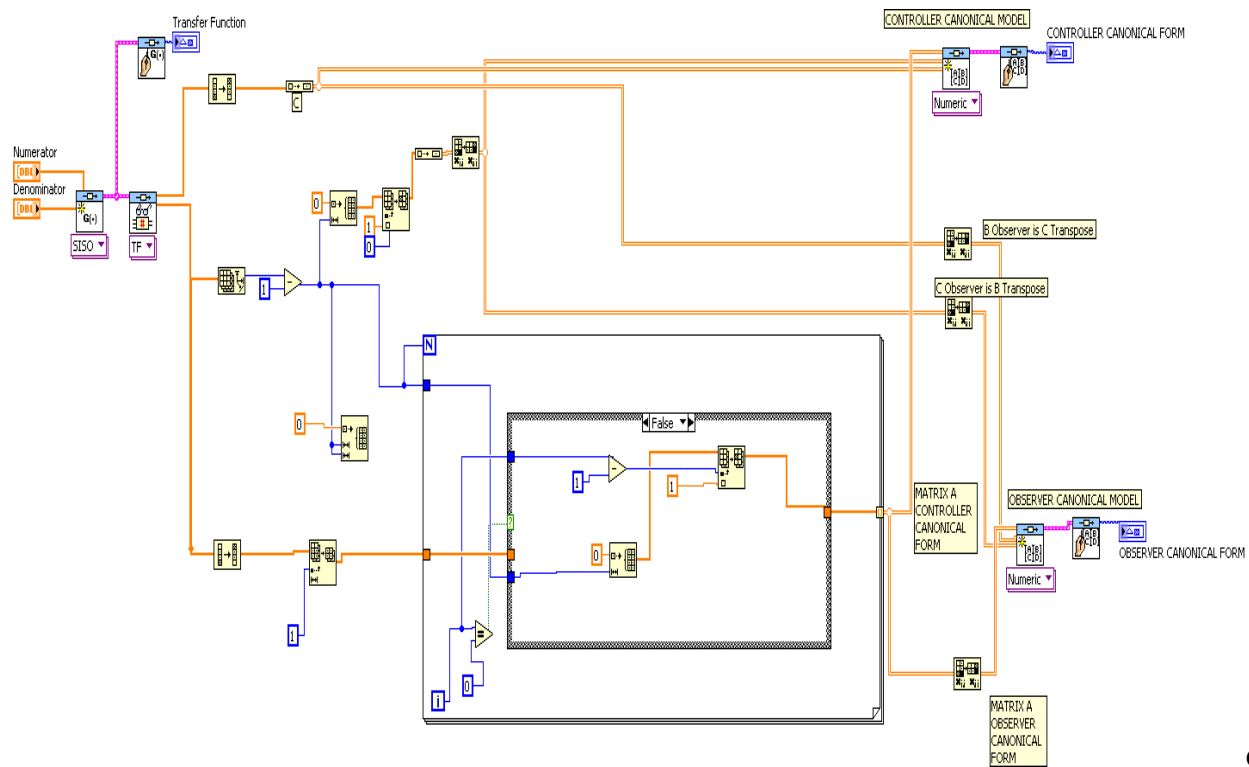 Transfer Function
CONTROLLER CANONICAL MODEL
CONTROLLER CANONICAL FORM
G(•)
[A|B]
[C|D]
A|B
C|D
Numeric
C
Numerator
[DBL
Denominator
[DBL
G(•)
#
SISO
TF
0
1
0
1
B Observer is C Transpose
C Observer is B Transpose
N
False
0
1
1
0
1
?
=
0
i
MATRIX A
CONTROLLER
CANONICAL
FORM
OBSERVER CANONICAL MODEL
[A|B]
[C|D]
A|B
C|D
OBSERVER CANONICAL FORM
Numeric
MATRIX A
OBSERVER
CANONICAL
FORM